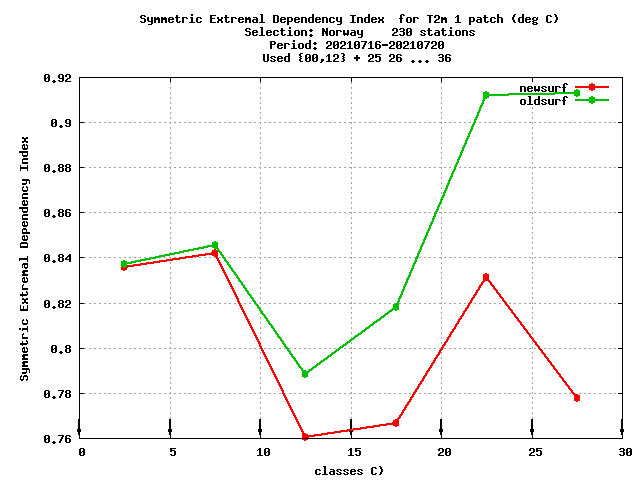 Symmetric Extremal Dependency Index for T2m 1 patch (deg C)
Selection: Norway 230 stations
Period: 20210716-20210720
Used {00,12} + 25 26 ... 36
0.92
0.9
0.88
0.86
0.84
0.82
0.8
0.78
0.76
Symmetric Extremal Dependency Index
newsurf
oldsurf
0 5 10 15 20 25 30
classes C)